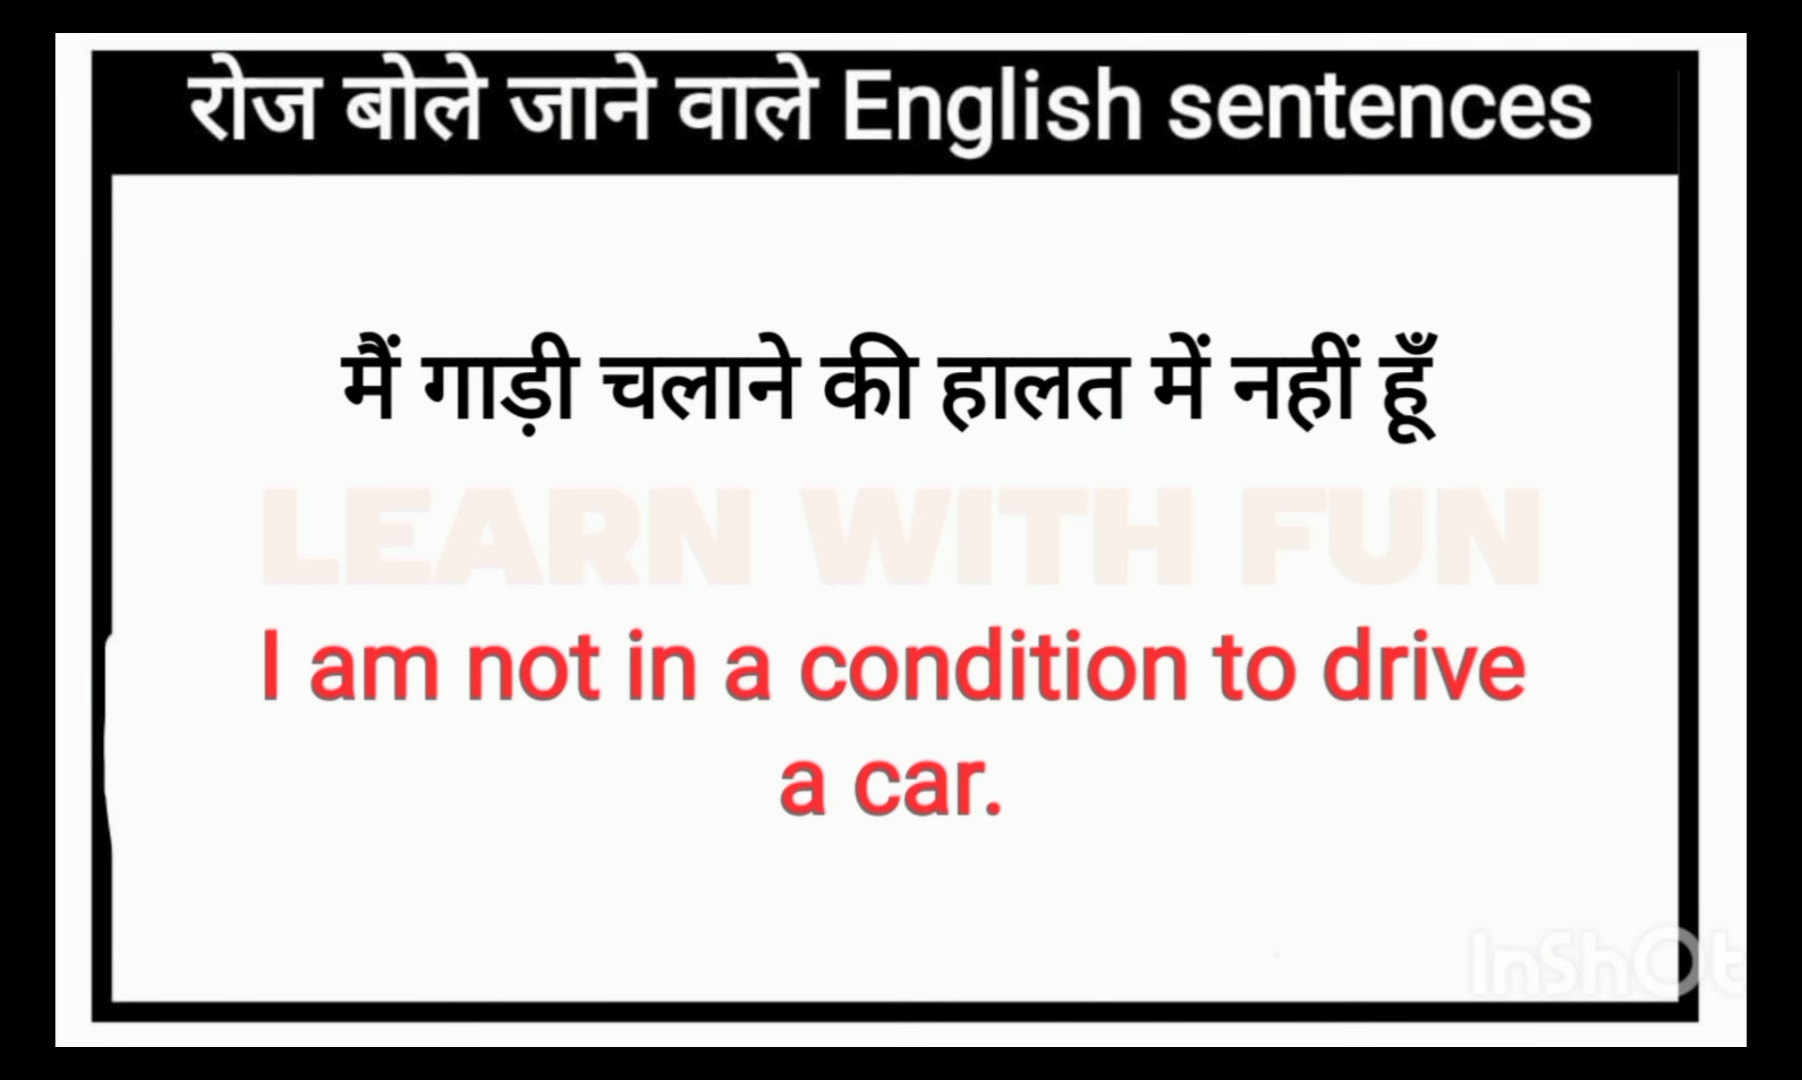 रोज बोले जाने वाले English sentences
मैं गाड़ी चलाने की हालत में नहीं हूँ
LEARN WITH FUN
I am not in a condition to drive
a car.
InShOt